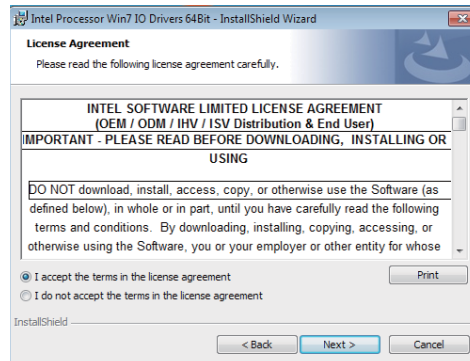 Intel Processor Win7 IO Drivers 64Bit - InstallShield Wizard
License Agreement
Please read the following license agreement carefully.
INTEL SOFTWARE LIMITED LICENSE AGREEMENT
(OEM / ODM / IHV / ISV Distribution & End User)
IMPORTANT - PLEASE READ BEFORE DOWNLOADING, INSTALLING OR
USING
DO NOT download, install, access, copy, or otherwise use the Software (as
defined below), in whole or in part, until you have carefully read the following
terms and conditions. By downloading, installing, copying, accessing, or
otherwise using the Software, you or your employer or other entity for whose
I accept the terms in the license agreement
Print
I do not accept the terms in the license agreement
InstallShield
< Back
Next >
Cancel